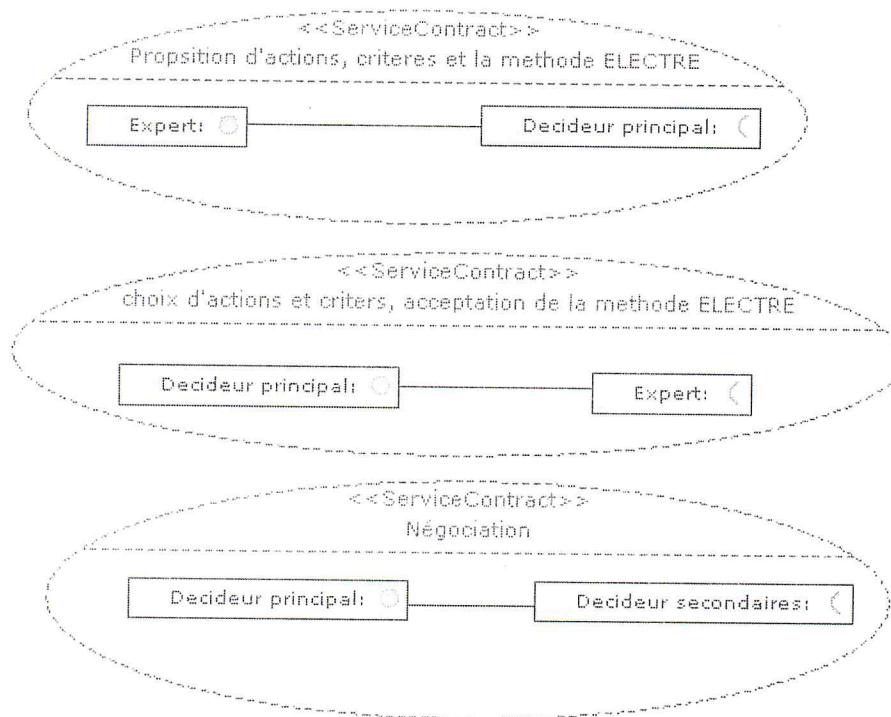 <<ServiceContract>>
Propsition d'actions, criteres et la methode ELECTRE
Expert:
Decideur principal:
<<ServiceContract>>
choix d'actions et criters, acceptation de la methode ELECTRE
Decideur principal:
Expert:
<<ServiceContract>>
Négociation
Decideur principal:
Decideur secondaires: